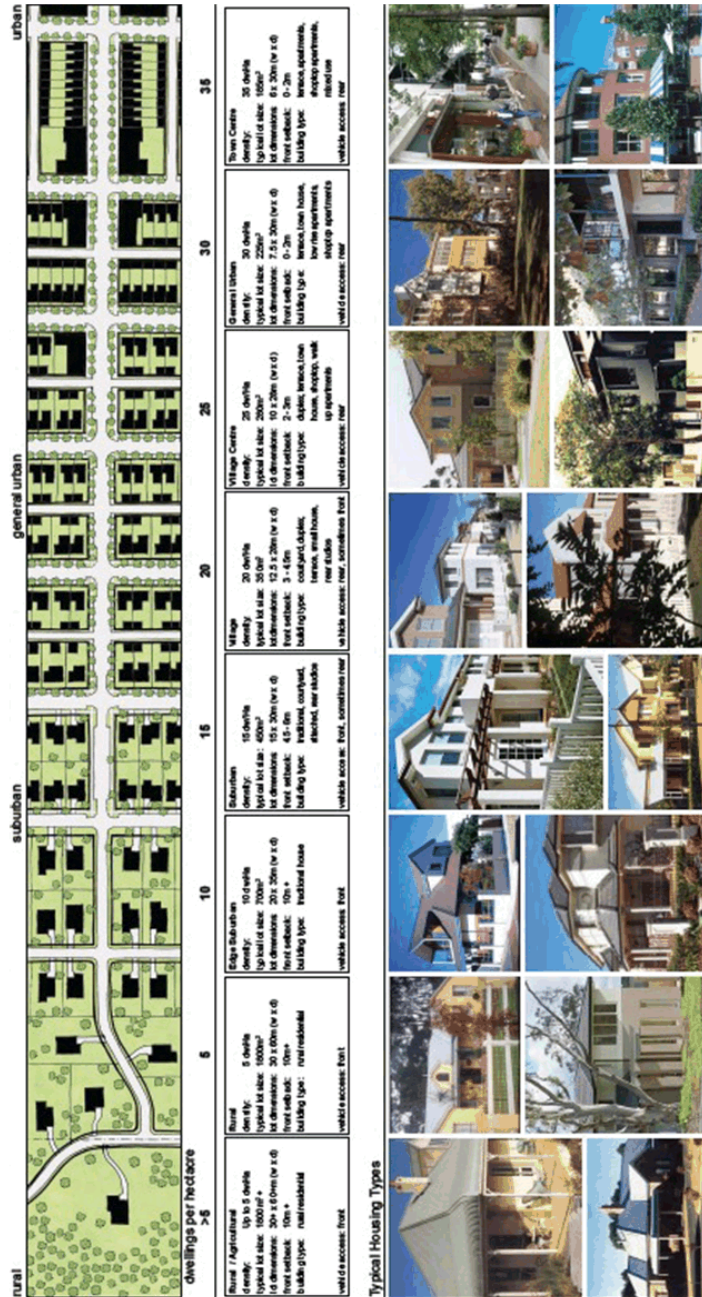 rural
suburban
general urban
urban
dwellings per hectacre
>5
5
10
15
20
25
30
35
Rural / Agricultural
density: Up to 5 dw/Ha
typical lot size: 1800m²+
lot dimensions: 30+ x 60+m (w x d)
front setback: 10m+
building type: rural residential
vehicle access: front
Rural
density: 5 dw/Ha
typical lot size: 1800m²
lot dimensions: 30 x 60m (w x d)
front setback: 10m+
building type: rural residential
vehicle access: front
Edge Suburban
density: 10 dw/Ha
typical lot size: 700m²
lot dimensions: 20 x 35m (w x d)
front setback: 10m+
building type: traditional house
vehicle access: front
Suburban
density: 15 dw/Ha
typical lot size: 450m²
lot dimensions: 15 x 30m (w x d)
front setback: 4.5 - 6m
building type: traditional, courtyard,
attached, rear studios
vehicle access: front, sometimes rear
Village
density: 20 dw/Ha
typical lot size: 350m²
lot dimensions: 12.5 x 28m (w x d)
front setback: 3 - 4.5m
building type: courtyard, duplex,
terrace, small house,
rear studios
vehicle access: rear, sometimes front
Village Centre
density: 25 dw/Ha
typical lot size: 280m²
lot dimensions: 10 x 28m (w x d)
front setback: 2 - 3m
building type: duplex, terrace, town
house, shoptop, walk
up apartments
vehicle access: rear
General Urban
density: 30 dw/Ha
typical lot size: 225m²
lot dimensions: 7.5 x 30m (w x d)
front setback: 0 - 2m
building type: terrace, town house,
low rise apartments,
shoptop apartments
vehicle access: rear
Town Centre
density: 35 dw/Ha
typical lot size: 165m²
lot dimensions: 6 x 30m (w x d)
front setback: 0 - 2m
building type: terrace, apartments,
shoptop apartments,
mixed use
vehicle access: rear
Typical Housing Types